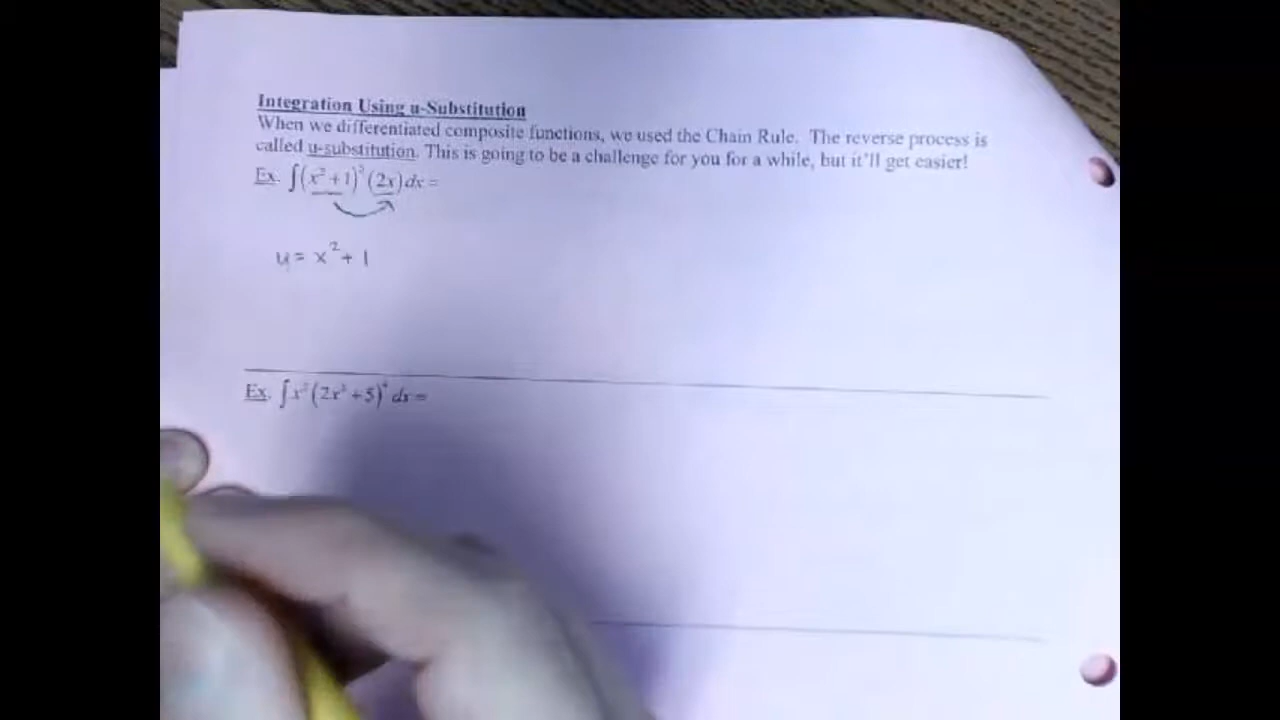 Integration Using u-Substitution
When we differentiated composite functions, we used the Chain Rule. The reverse process is
called u-substitution. This is going to be a challenge for you for a while, but it'll get easier!
Ex. ∫(x² + 1) (2x) dx =
u = x² + 1
Ex. ∫x² (2x³ + 5)⁴ dx =